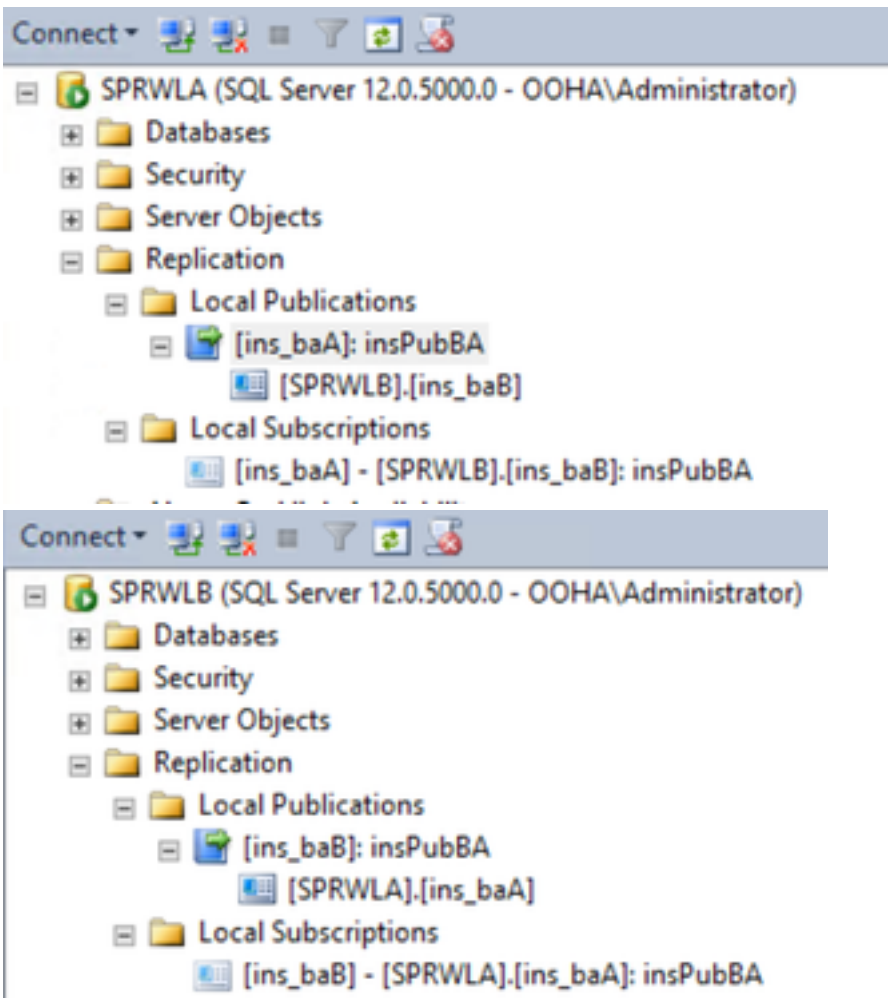 Connect
SPRWLA (SQL Server 12.0.5000.0 - OOHA\Administrator)
Databases
Security
Server Objects
Replication
Local Publications
[ins_baA]: insPubBA
[SPRWLB].[ins_baB]
Local Subscriptions
[ins_baA] - [SPRWLB].[ins_baB]: insPubBA
Connect
SPRWLB (SQL Server 12.0.5000.0 - OOHA\Administrator)
Databases
Security
Server Objects
Replication
Local Publications
[ins_baB]: insPubBA
[SPRWLA].[ins_baA]
Local Subscriptions
[ins_baB] - [SPRWLA].[ins_baA]: insPubBA